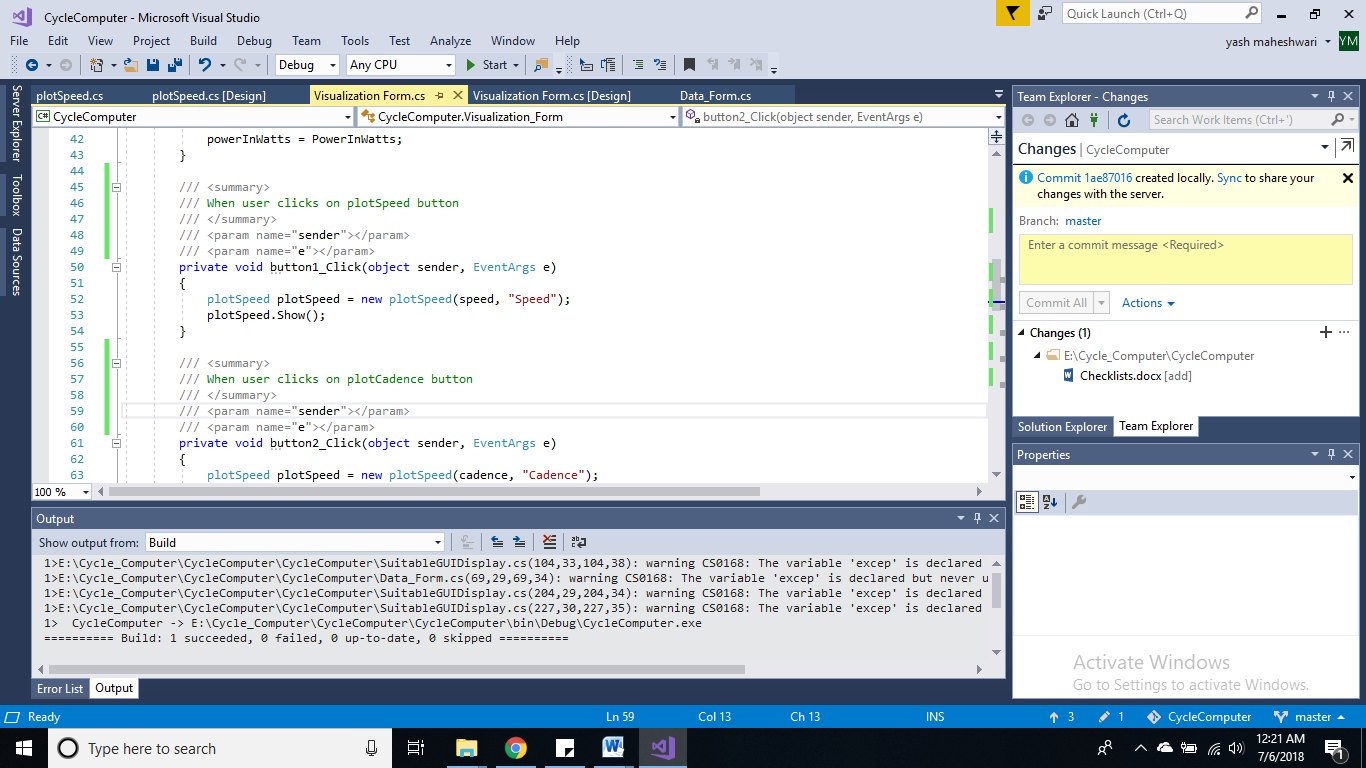 CycleComputer - Microsoft Visual Studio
Quick Launch (Ctrl+Q)
File Edit View Project Build Debug Team Tools Test Analyze Window Help
yash maheshwari YM
Debug Any CPU Start
Server Explorer
Toolbox
Data Sources
plotSpeed.cs plotSpeed.cs [Design] Visualization Form.cs Visualization Form.cs [Design] Data_Form.cs
C# CycleComputer CycleComputer.Visualization_Form button2_Click(object sender, EventArgs e)
42 powerInWatts = PowerInWatts;
43 }
44
45 /// <summary>
46 /// When user clicks on plotSpeed button
47 /// </summary>
48 /// <param name="sender"></param>
49 /// <param name="e"></param>
50 private void button1_Click(object sender, EventArgs e)
51 {
52 plotSpeed plotSpeed = new plotSpeed(speed, "Speed");
53 plotSpeed.Show();
54 }
55
56 /// <summary>
57 /// When user clicks on plotCadence button
58 /// </summary>
59 /// <param name="sender"></param>
60 /// <param name="e"></param>
61 private void button2_Click(object sender, EventArgs e)
62 {
63 plotSpeed plotSpeed = new plotSpeed(cadence, "Cadence");
100 %
Output
Show output from: Build
1>E:\Cycle_Computer\CycleComputer\CycleComputer\SuitableGUIDisplay.cs(104,33,104,38): warning CS0168: The variable 'excep' is declared
1>E:\Cycle_Computer\CycleComputer\CycleComputer\Data_Form.cs(69,29,69,34): warning CS0168: The variable 'excep' is declared but never u
1>E:\Cycle_Computer\CycleComputer\CycleComputer\SuitableGUIDisplay.cs(204,29,204,34): warning CS0168: The variable 'excep' is declared
1>E:\Cycle_Computer\CycleComputer\CycleComputer\SuitableGUIDisplay.cs(227,30,227,35): warning CS0168: The variable 'excep' is declared
1> CycleComputer -> E:\Cycle_Computer\CycleComputer\CycleComputer\bin\Debug\CycleComputer.exe
========== Build: 1 succeeded, 0 failed, 0 up-to-date, 0 skipped ==========
Error List Output
Team Explorer - Changes
Search Work Items (Ctrl+')
Changes | CycleComputer
Commit 1ae87016 created locally. Sync to share your
changes with the server.
Branch: master
Enter a commit message <Required>
Commit All Actions
Changes (1)
E:\Cycle_Computer\CycleComputer
Checklists.docx [add]
Solution Explorer Team Explorer
Properties
Activate Windows
Go to Settings to activate Windows.
Ready Ln 59 Col 13 Ch 13 INS 3 1 CycleComputer master
Type here to search
12:21 AM
7/6/2018
1